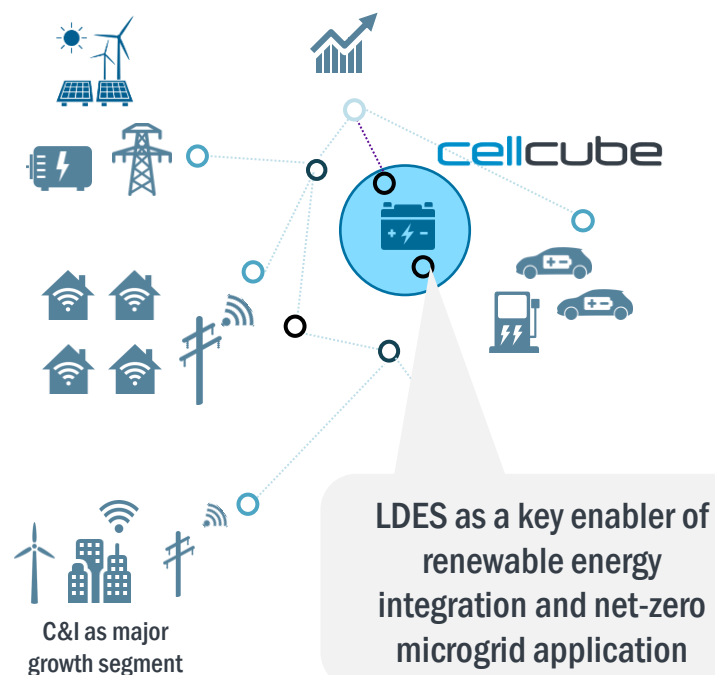 cellcube
LDES as a key enabler of
renewable energy
integration and net-zero
microgrid application
C&I as major
growth segment